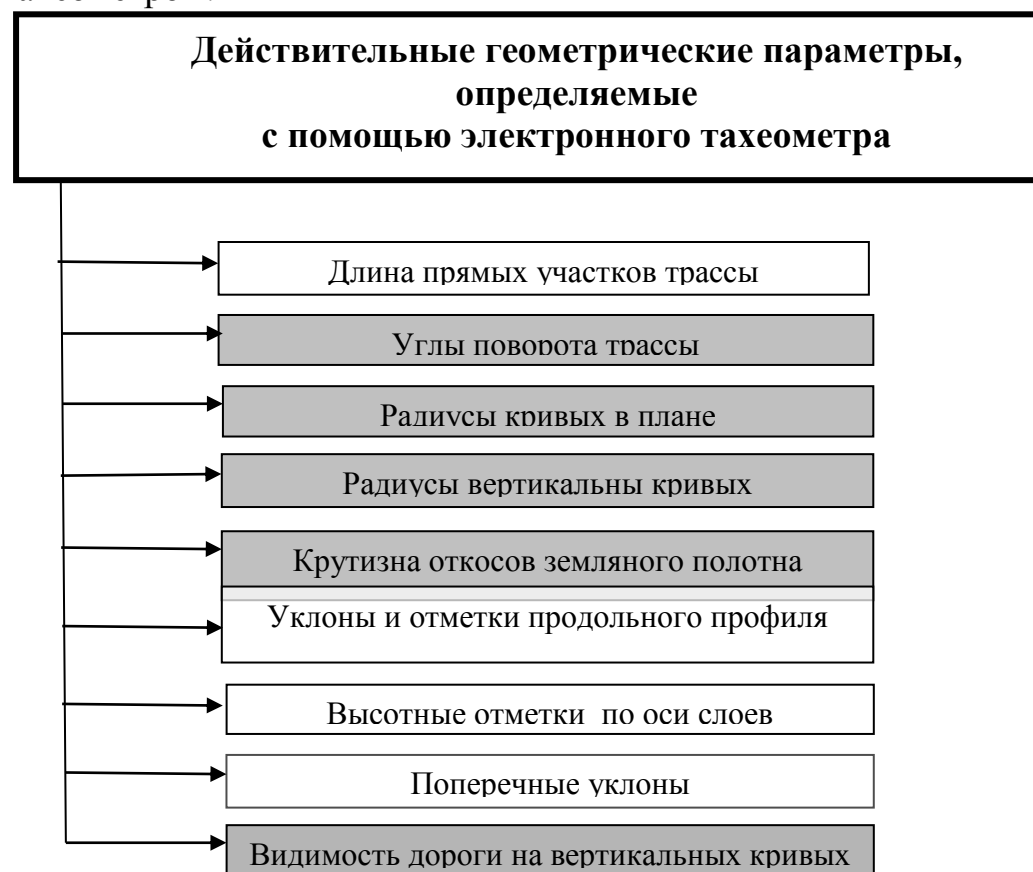 Действительные геометрические параметры,
определяемые
с помощью электронного тахеометра
Длина прямых участков трассы
Углы поворота трассы
Радиусы кривых в плане
Радиусы вертикальны кривых
Крутизна откосов земляного полотна
Уклоны и отметки продольного профиля
Высотные отметки по оси слоев
Поперечные уклоны
Видимость дороги на вертикальных кривых